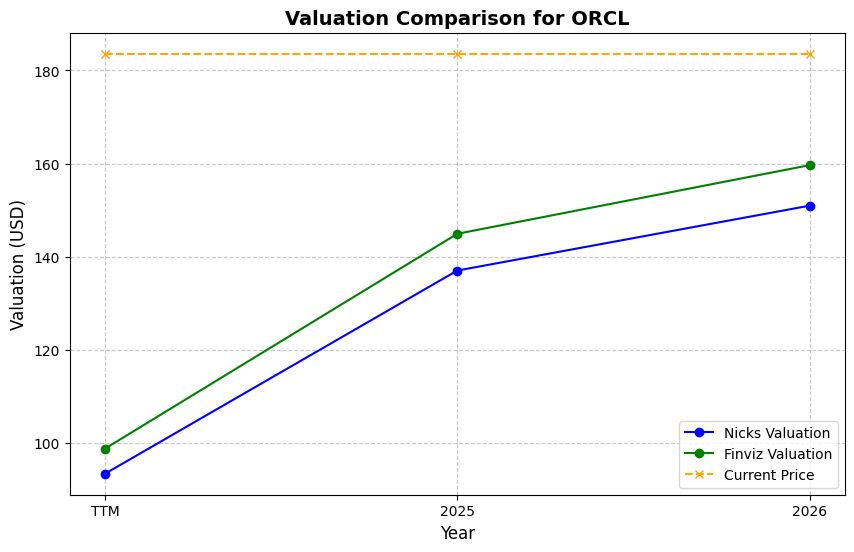 Valuation Comparison for ORCL
Valuation (USD)
180
160
140
120
100
TTM
2025
2026
Year
Nicks Valuation
Finviz Valuation
Current Price